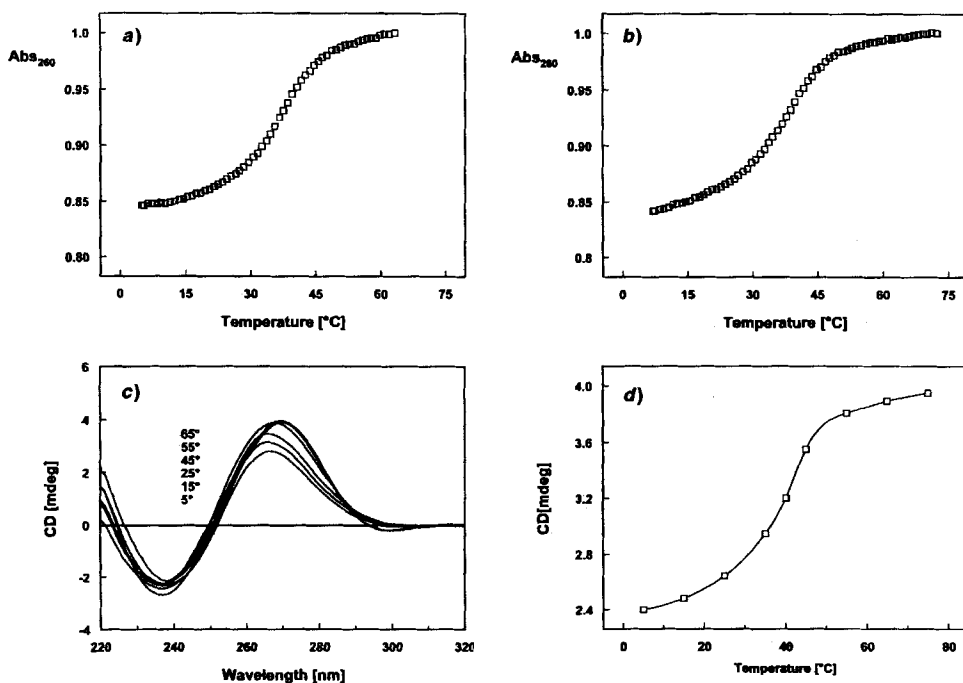 a)
Abs260
1.0
0.95
0.90
0.85
0.80
0 15 30 45 60 75
Temperature [°C]
b)
Abs260
1.0
0.95
0.90
0.85
0.8
0 15 30 45 60 75
Temperature [°C]
c)
CD [mdeg]
6
4
2
0
-2
-4
65°
55°
45°
25°
15°
5°
220 240 260 280 300 320
Wavelength [nm]
d)
CD[mdeg]
4.0
3.6
3.2
2.8
2.4
0 20 40 60 80
Temperature [°C]